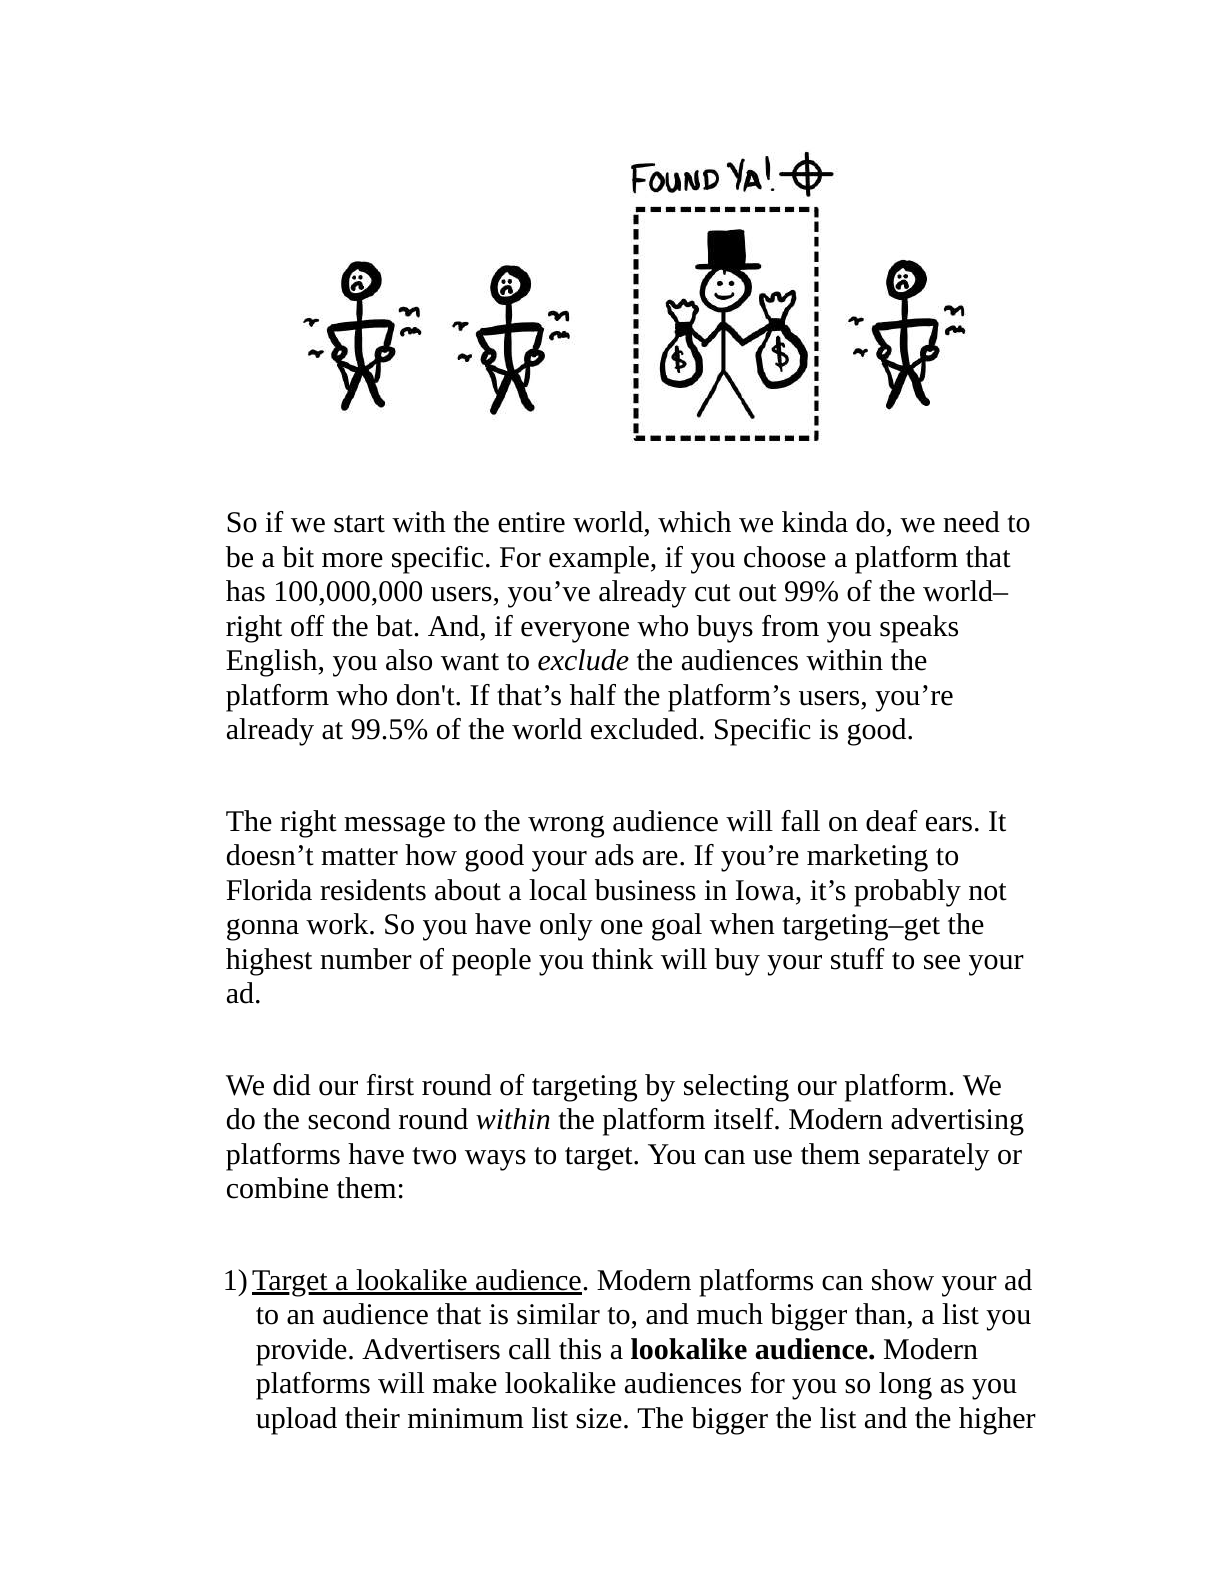 FOUND YA!
$ $
So if we start with the entire world, which we kinda do, we need to
be a bit more specific. For example, if you choose a platform that
has 100,000,000 users, you’ve already cut out 99% of the world–
right off the bat. And, if everyone who buys from you speaks
English, you also want to exclude the audiences within the
platform who don't. If that’s half the platform’s users, you’re
already at 99.5% of the world excluded. Specific is good.
The right message to the wrong audience will fall on deaf ears. It
doesn’t matter how good your ads are. If you’re marketing to
Florida residents about a local business in Iowa, it’s probably not
gonna work. So you have only one goal when targeting–get the
highest number of people you think will buy your stuff to see your
ad.
We did our first round of targeting by selecting our platform. We
do the second round within the platform itself. Modern advertising
platforms have two ways to target. You can use them separately or
combine them:
1) Target a lookalike audience. Modern platforms can show your ad
to an audience that is similar to, and much bigger than, a list you
provide. Advertisers call this a lookalike audience. Modern
platforms will make lookalike audiences for you so long as you
upload their minimum list size. The bigger the list and the higher